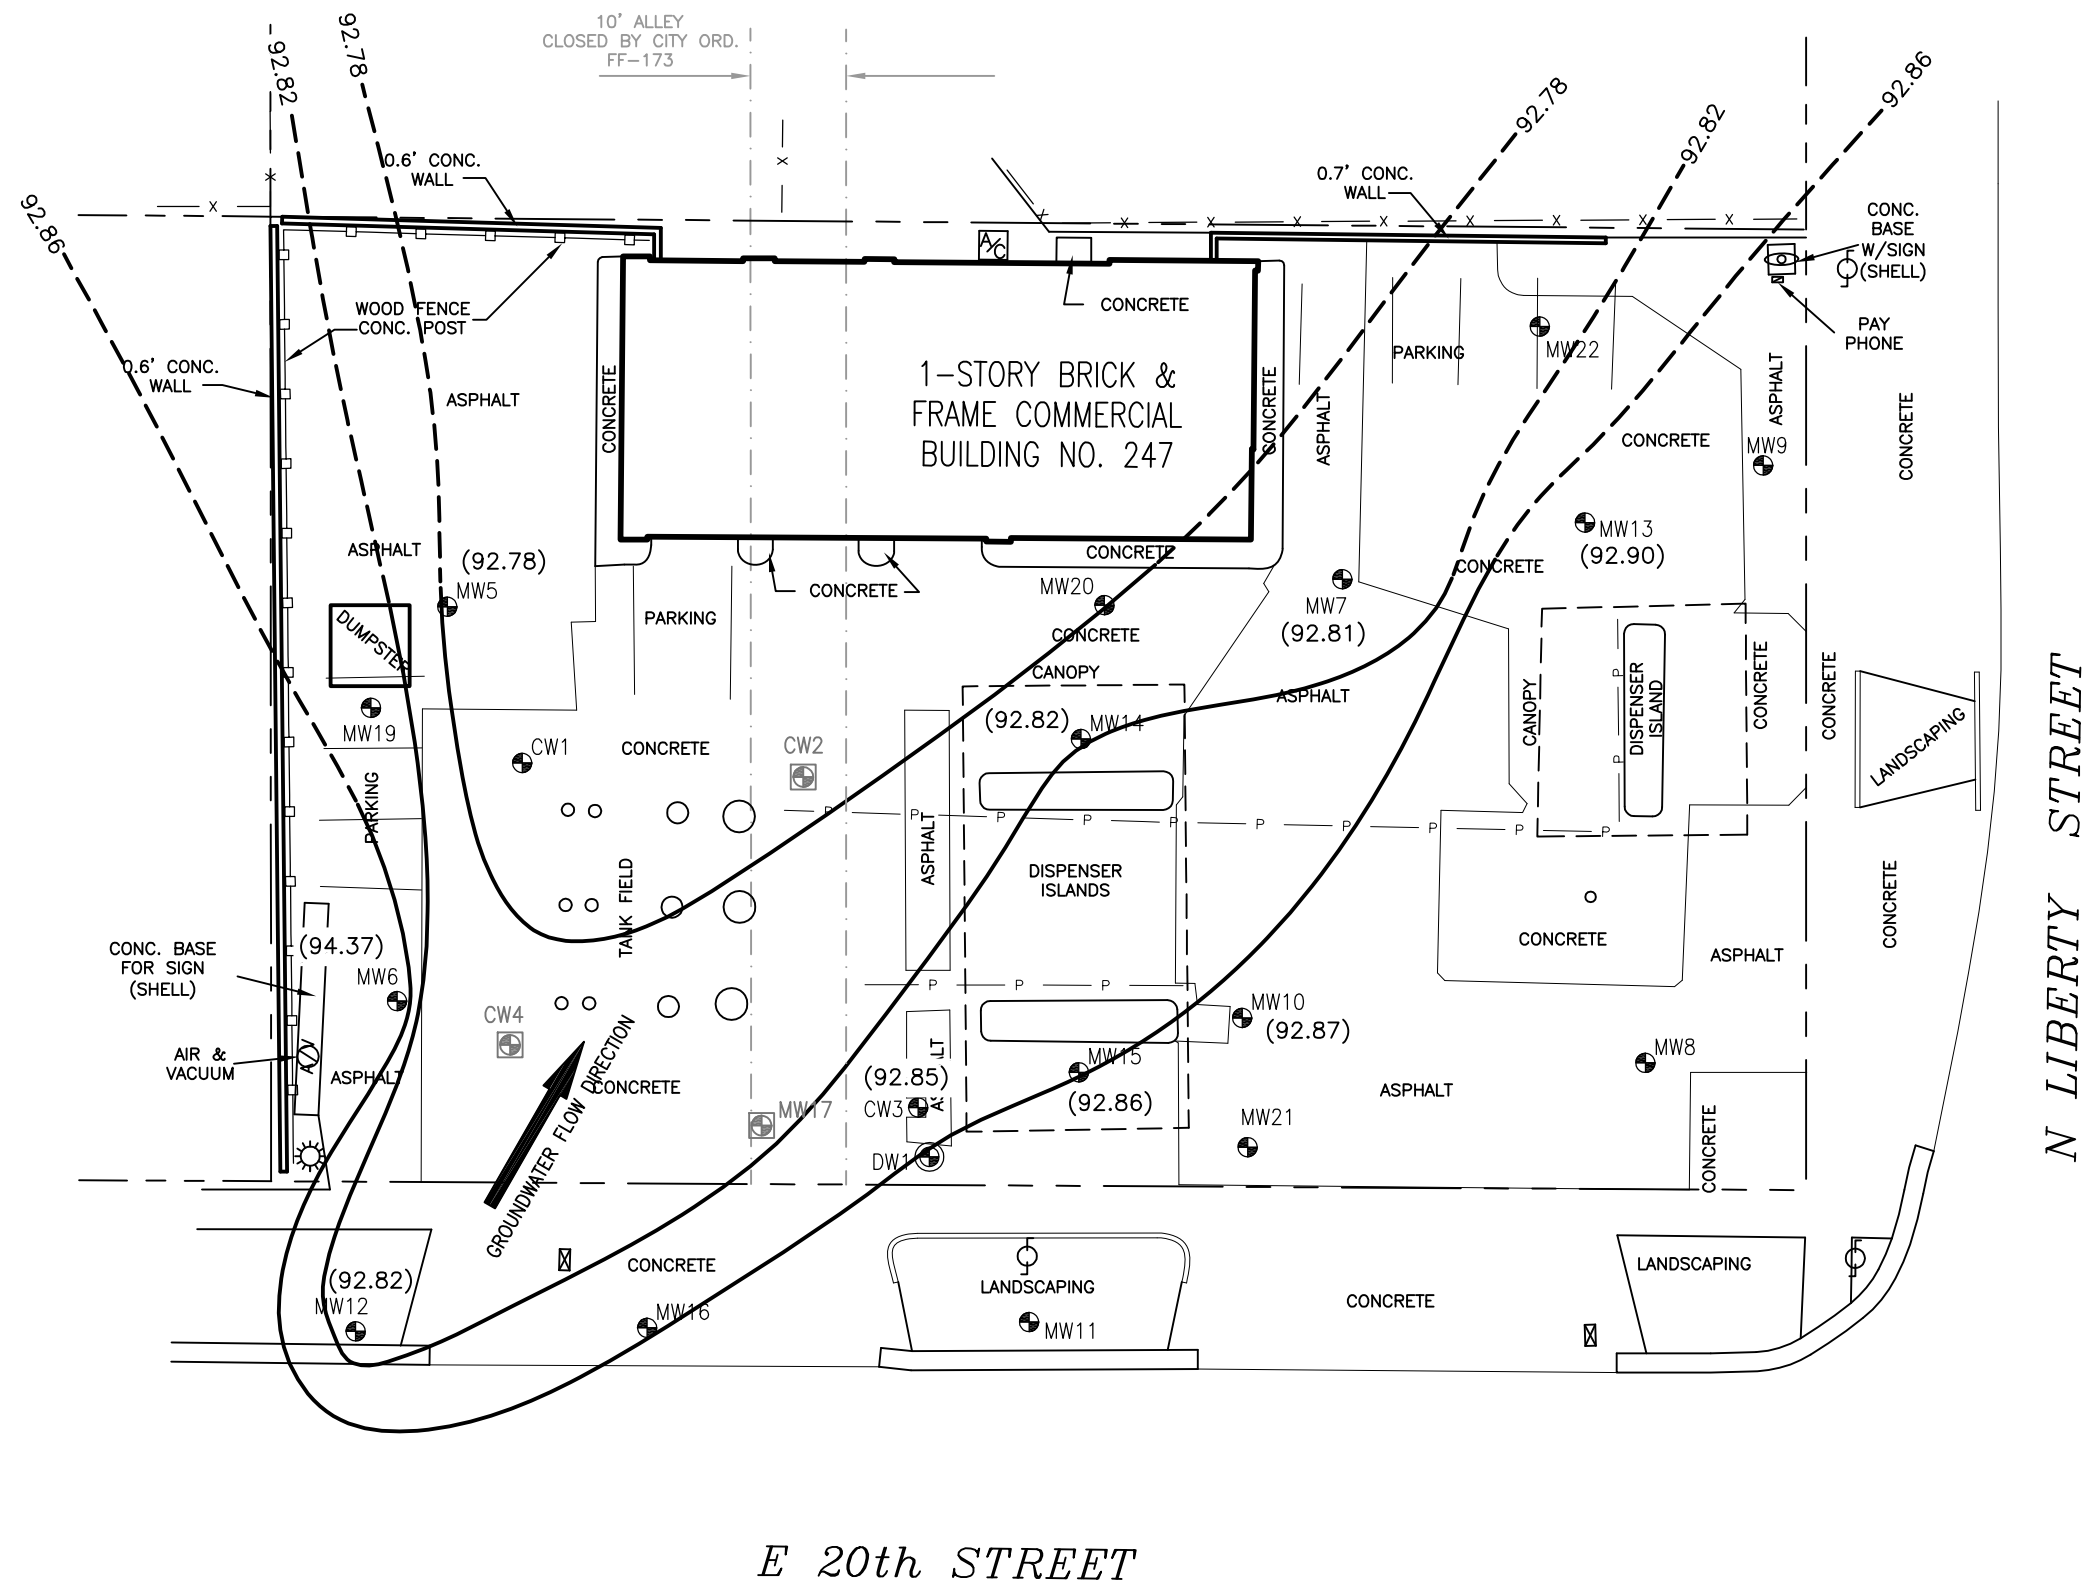 10' ALLEY
CLOSED BY CITY ORD.
FF-173
92.82
92.78
92.86
92.78
92.82
92.86
0.6' CONC.
WALL
0.7' CONC.
WALL
X
X
X
X
X
X
X
X
X
X
X
X
X
X
A/C
CONC.
BASE
W/SIGN
(SHELL)
PAY
PHONE
WOOD FENCE
CONC. POST
0.6' CONC.
WALL
ASPHALT
CONCRETE
1-STORY BRICK &
FRAME COMMERCIAL
BUILDING NO. 247
CONCRETE
CONCRETE
ASPHALT
PARKING
MW22
ASPHALT
CONCRETE
MW9
CONCRETE
MW13
(92.90)
CONCRETE
ASPHALT
(92.78)
MW5
DUMPSTER
MW19
PARKING
CONCRETE
CONCRETE
MW20
CONCRETE
CANOPY
MW7
(92.81)
ASPHALT
CANOPY
DISPENSER
ISLAND
P
P
CONCRETE
CONCRETE
LANDSCAPING
N LIBERTY STREET
PARKING
CW1
CONCRETE
CW2
(92.82)
MW14
P
P
P
P
P
P
P
P
P
P
ASPHALT
DISPENSER
ISLANDS
TANK FIELD
CONCRETE
ASPHALT
CONCRETE
(94.37)
MW6
CONC. BASE
FOR SIGN
(SHELL)
AIR &
VACUUM
A/V
ASPHALT
CW4
GROUNDWATER FLOW DIRECTION
CONCRETE
P
P
P
MW10
(92.87)
MW15
(92.86)
(92.85)
ASPHALT
CW3
MW17
DW1
MW21
ASPHALT
MW8
CONCRETE
(92.82)
MW12
CONCRETE
MW16
LANDSCAPING
MW11
CONCRETE
LANDSCAPING
E 20th STREET